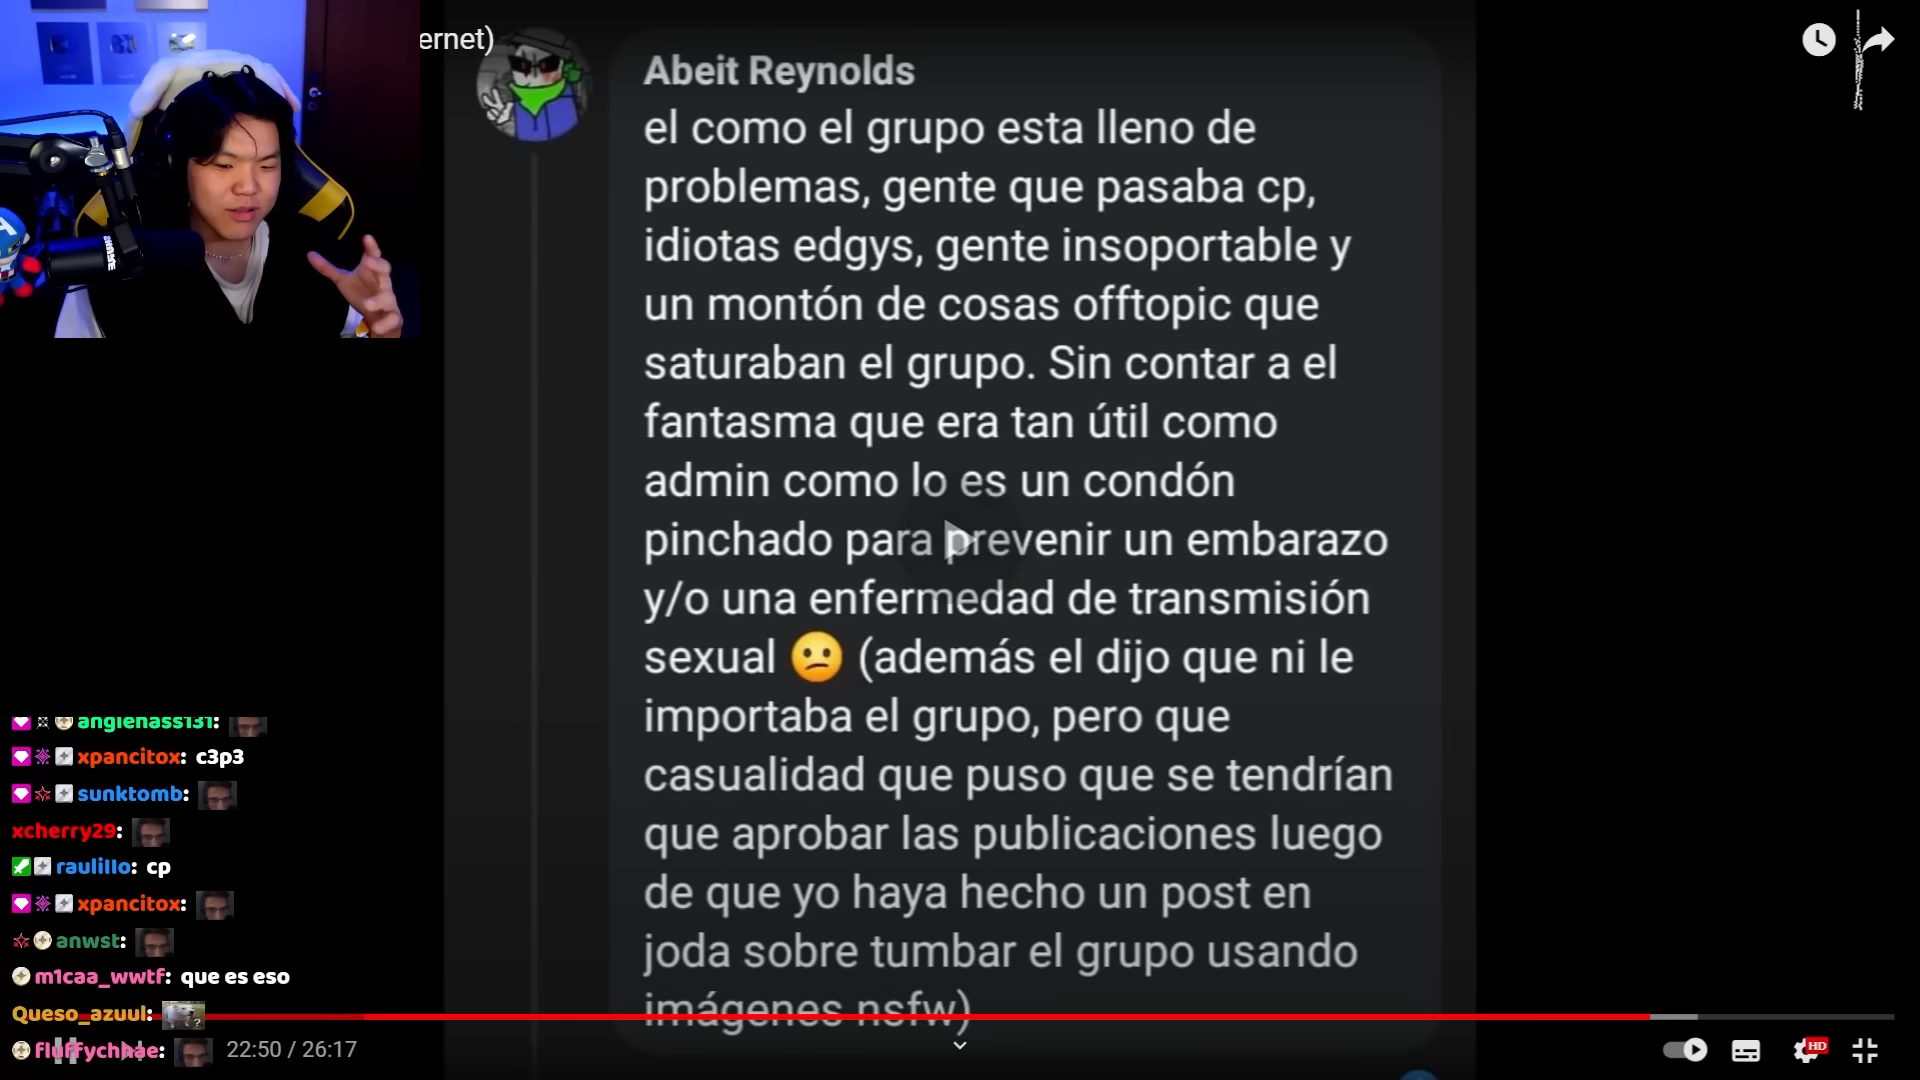 ernet)
Abeit Reynolds
el como el grupo esta lleno de
problemas, gente que pasaba cp,
idiotas edgys, gente insoportable y
un montón de cosas offtopic que
saturaban el grupo. Sin contar a el
fantasma que era tan útil como
admin como lo es un condón
pinchado para prevenir un embarazo
y/o una enfermedad de transmisión
sexual 😕 (además el dijo que ni le
importaba el grupo, pero que
casualidad que puso que se tendrían
que aprobar las publicaciones luego
de que yo haya hecho un post en
joda sobre tumbar el grupo usando
imágenes nsfw)
SHURE
angienass131:
xpancitox: c3p3
sunktomb:
xcherry29:
raulillo: cp
xpancitox:
anwst:
m1caa_wwtf: que es eso
Queso_azuul:
22:50 / 26:17
HD